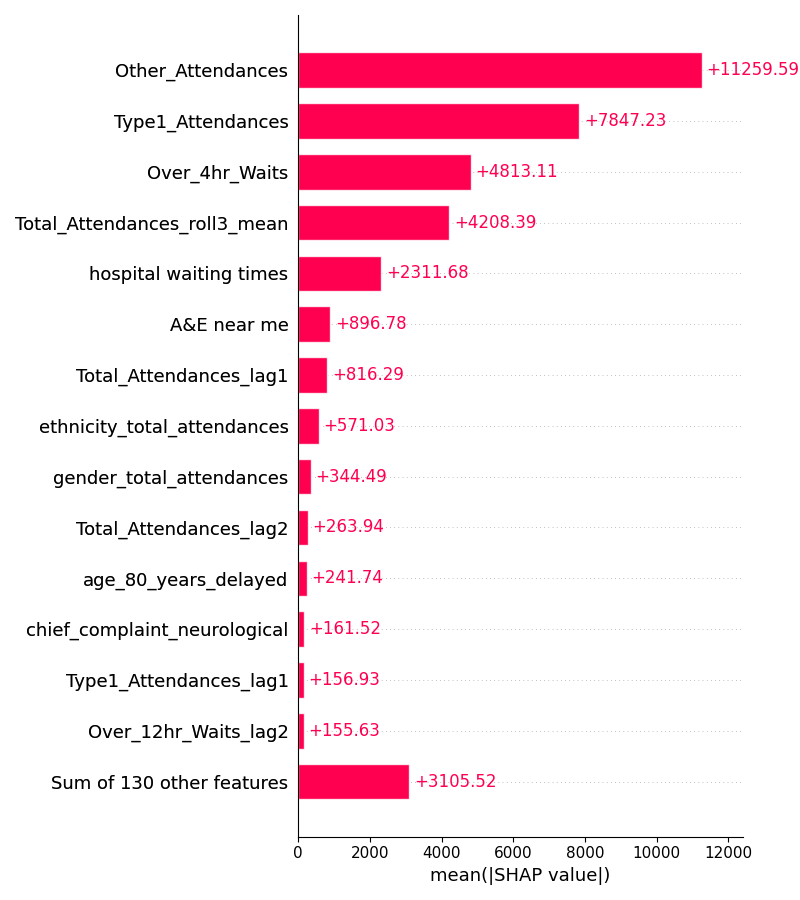 Other_Attendances +11259.59
Type1_Attendances +7847.23
Over_4hr_Waits +4813.11
Total_Attendances_roll3_mean +4208.39
hospital waiting times +2311.68
A&E near me +896.78
Total_Attendances_lag1 +816.29
ethnicity_total_attendances +571.03
gender_total_attendances +344.49
Total_Attendances_lag2 +263.94
age_80_years_delayed +241.74
chief_complaint_neurological +161.52
Type1_Attendances_lag1 +156.93
Over_12hr_Waits_lag2 +155.63
Sum of 130 other features +3105.52
0 2000 4000 6000 8000 10000 12000
mean(|SHAP value|)